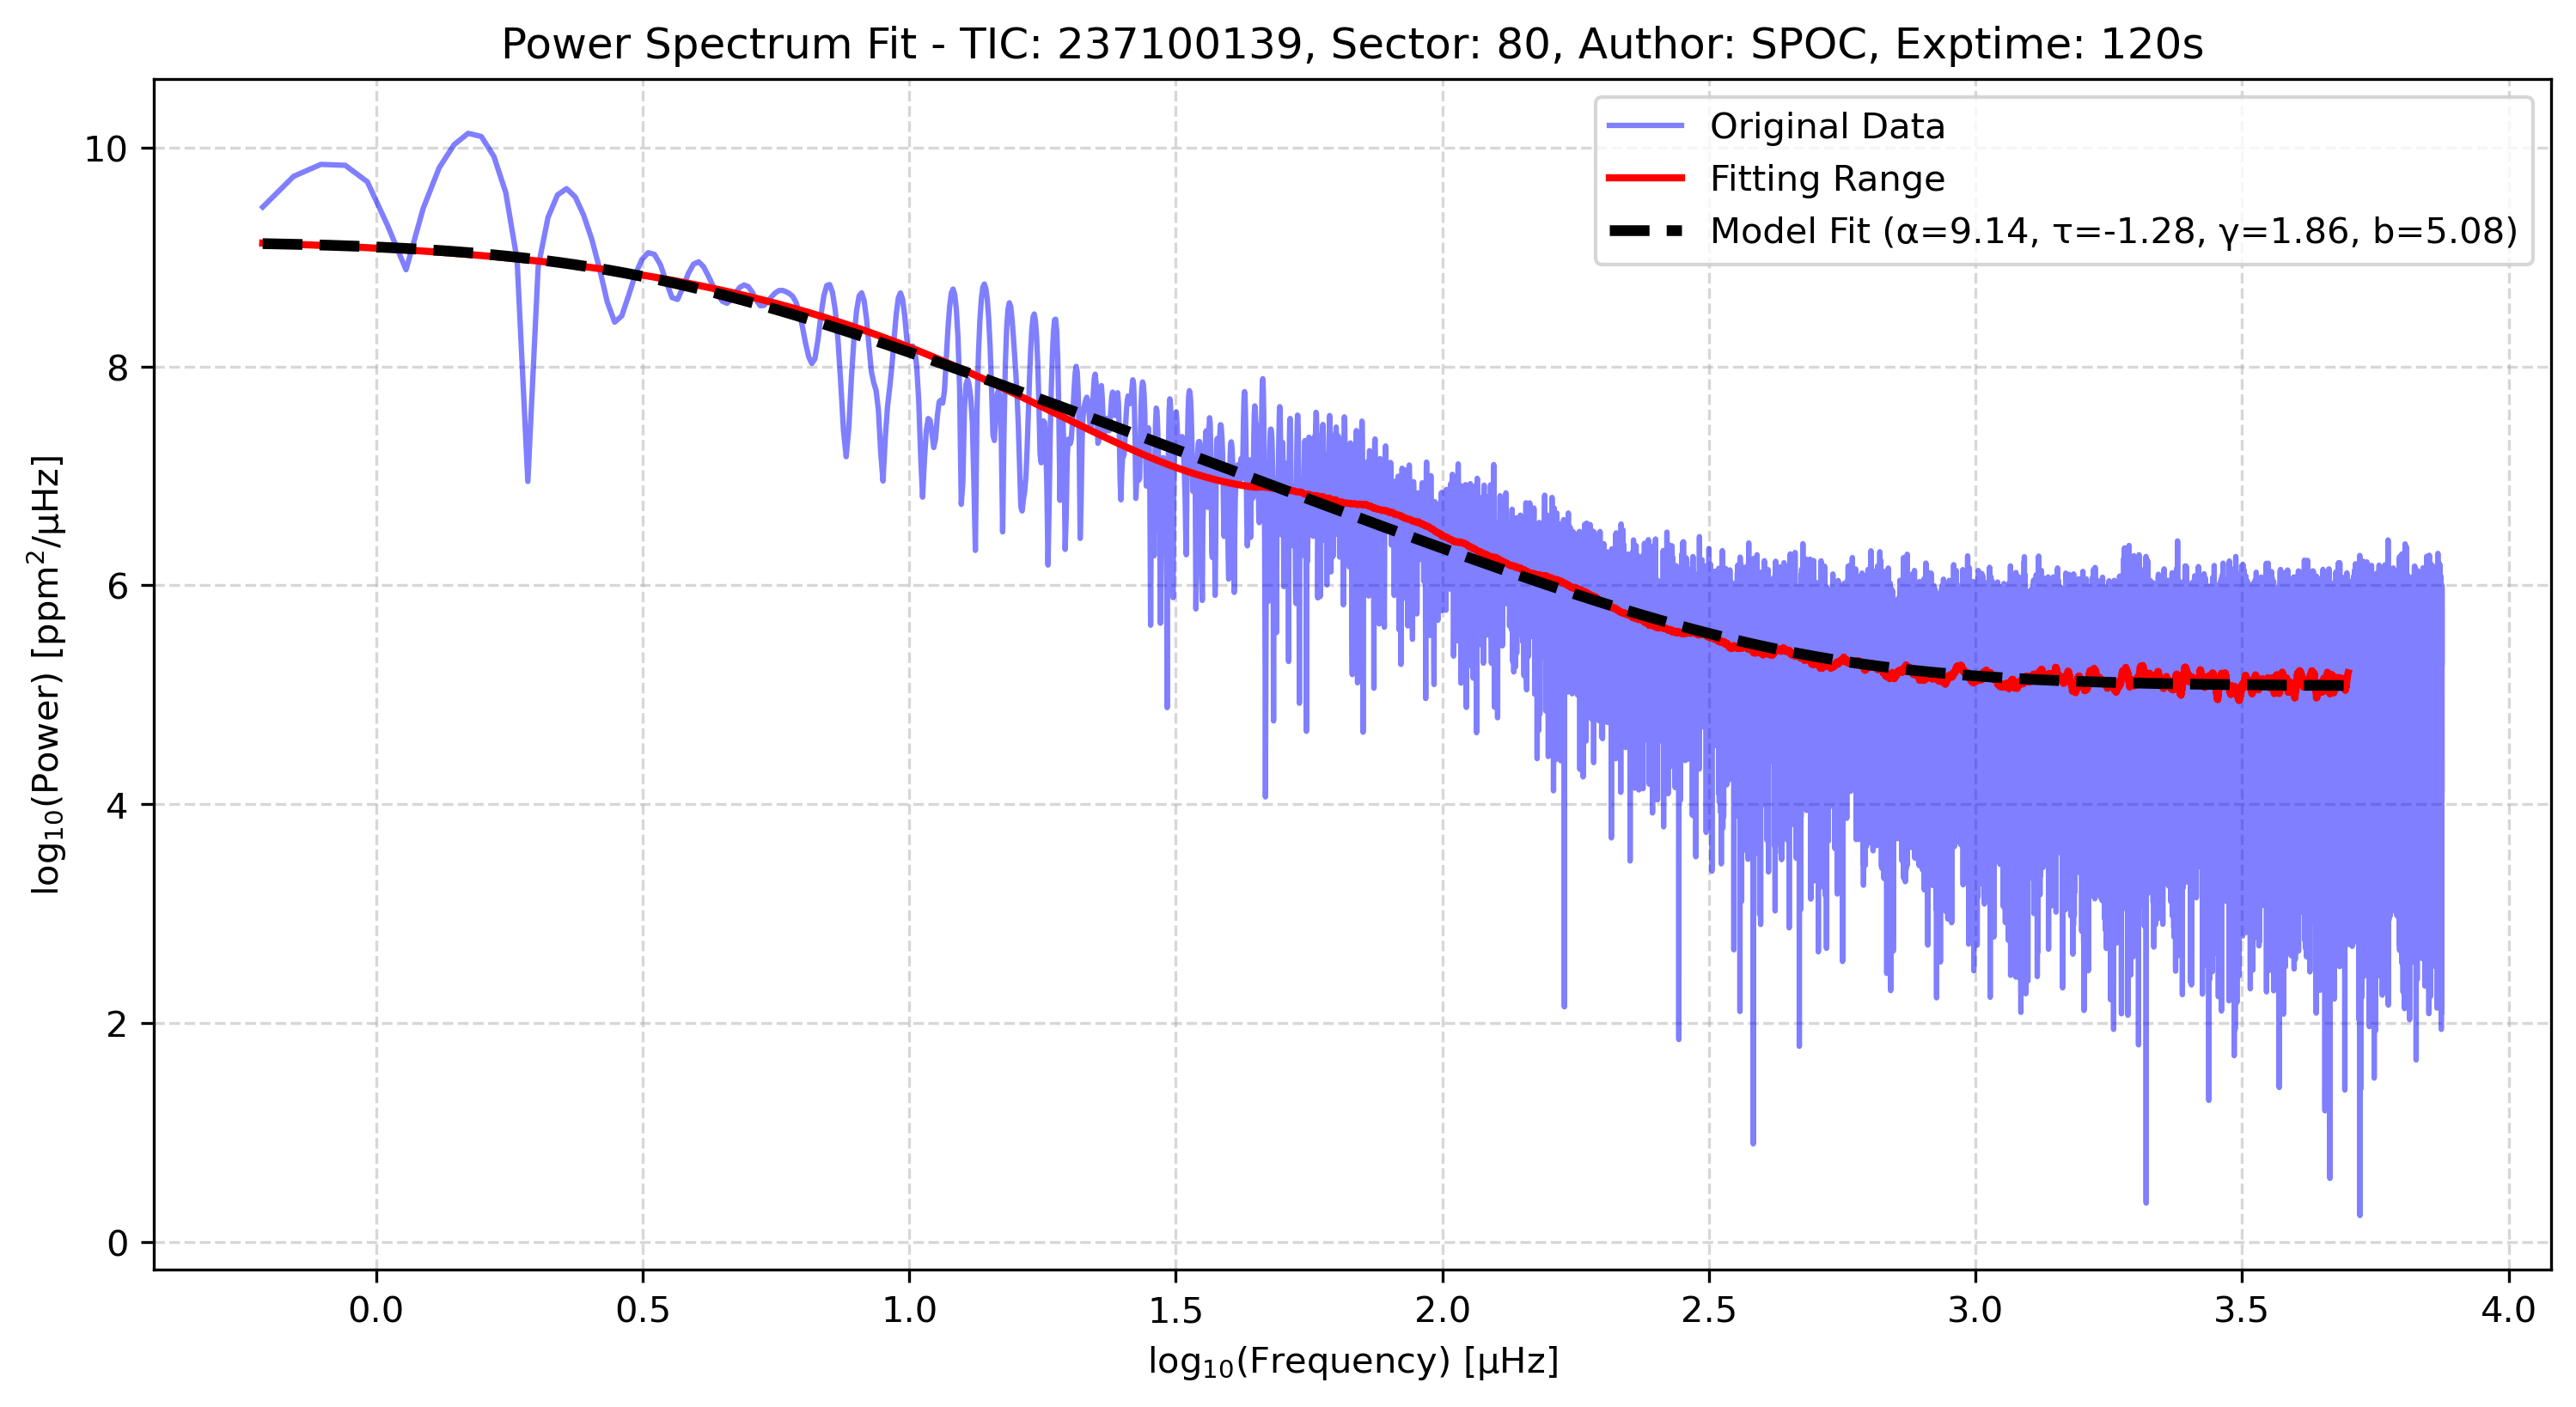 Power Spectrum Fit - TIC: 237100139, Sector: 80, Author: SPOC, Exptime: 120s
Original Data
Fitting Range
Model Fit (α=9.14, τ=-1.28, γ=1.86, b=5.08)
log₁₀(Power) [ppm²/μHz]
10
8
6
4
2
0
0.0 0.5 1.0 1.5 2.0 2.5 3.0 3.5 4.0
log₁₀(Frequency) [μHz]